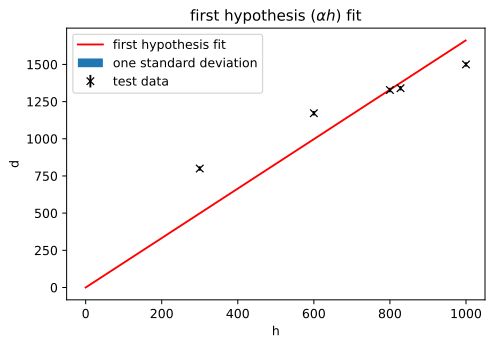 first hypothesis (αh) fit
first hypothesis fit
one standard deviation
test data
1500
1250
1000
750
500
250
0
d
0
200
400
600
800
1000
h